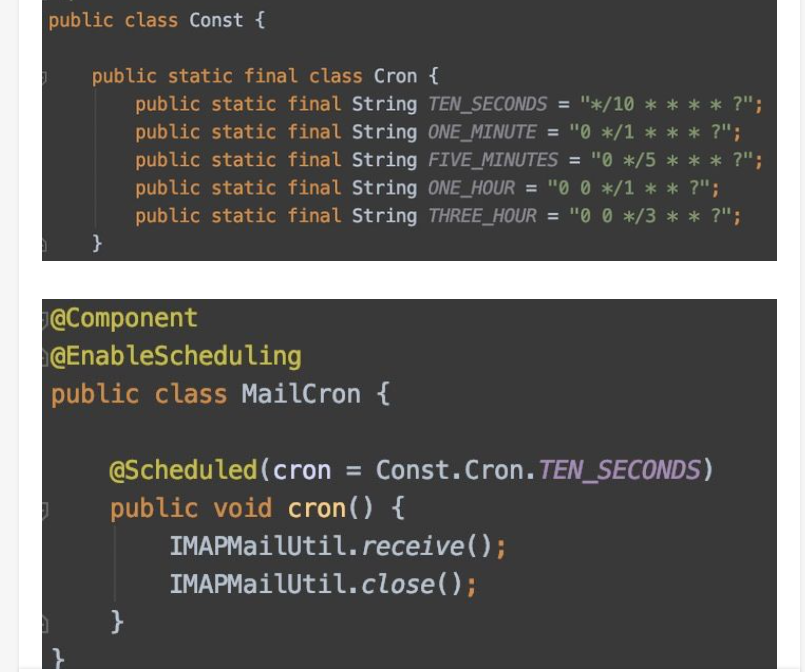 public class Const {
public static final class Cron {
public static final String TEN_SECONDS = "*/10 * * * * ?";
public static final String ONE_MINUTE = "0 */1 * * * ?";
public static final String FIVE_MINUTES = "0 */5 * * * ?";
public static final String ONE_HOUR = "0 0 */1 * * ?";
public static final String THREE_HOUR = "0 0 */3 * * ?";
}
@Component
@EnableScheduling
public class MailCron {
@Scheduled(cron = Const.Cron.TEN_SECONDS)
public void cron() {
IMAPMailUtil.receive();
IMAPMailUtil.close();
}
}